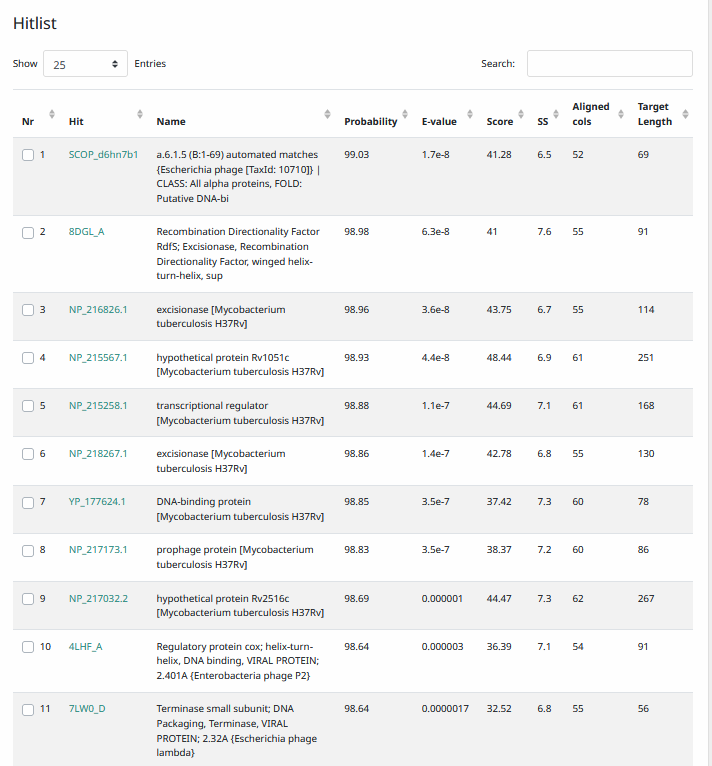 Hitlist
Show 25 Entries Search:
Nr Hit Name Probability E-value Score SS Aligned cols Target Length
1 SCOP_d6hn7b1 a.6.1.5 (B:1-69) automated matches 99.03 1.7e-8 41.28 6.5 52 69
{Escherichia phage [TaxId: 10710]} |
CLASS: All alpha proteins, FOLD:
Putative DNA-bi
2 8DGL_A Recombination Directionality Factor 98.98 6.3e-8 41 7.6 55 91
RdfS; Excisionase, Recombination
Directionality Factor, winged helix-
turn-helix, sup
3 NP_216826.1 excisionase [Mycobacterium 98.96 3.6e-8 43.75 6.7 55 114
tuberculosis H37Rv]
4 NP_215567.1 hypothetical protein Rv1051c 98.93 4.4e-8 48.44 6.9 61 251
[Mycobacterium tuberculosis H37Rv]
5 NP_215258.1 transcriptional regulator 98.88 1.1e-7 44.69 7.1 61 168
[Mycobacterium tuberculosis H37Rv]
6 NP_218267.1 excisionase [Mycobacterium 98.86 1.4e-7 42.78 6.8 55 130
tuberculosis H37Rv]
7 YP_177624.1 DNA-binding protein 98.85 3.5e-7 37.42 7.3 60 78
[Mycobacterium tuberculosis H37Rv]
8 NP_217173.1 prophage protein [Mycobacterium 98.83 3.5e-7 38.37 7.2 60 86
tuberculosis H37Rv]
9 NP_217032.2 hypothetical protein Rv2516c 98.69 0.000001 44.47 7.3 62 267
[Mycobacterium tuberculosis H37Rv]
10 4LHF_A Regulatory protein cox; helix-turn- 98.64 0.000003 36.39 7.1 54 91
helix, DNA binding, VIRAL PROTEIN;
2.401A {Enterobacteria phage P2}
11 7LW0_D Terminase small subunit; DNA 98.64 0.0000017 32.52 6.8 55 56
Packaging, Terminase, VIRAL
PROTEIN; 2.32A {Escherichia phage
lambda}